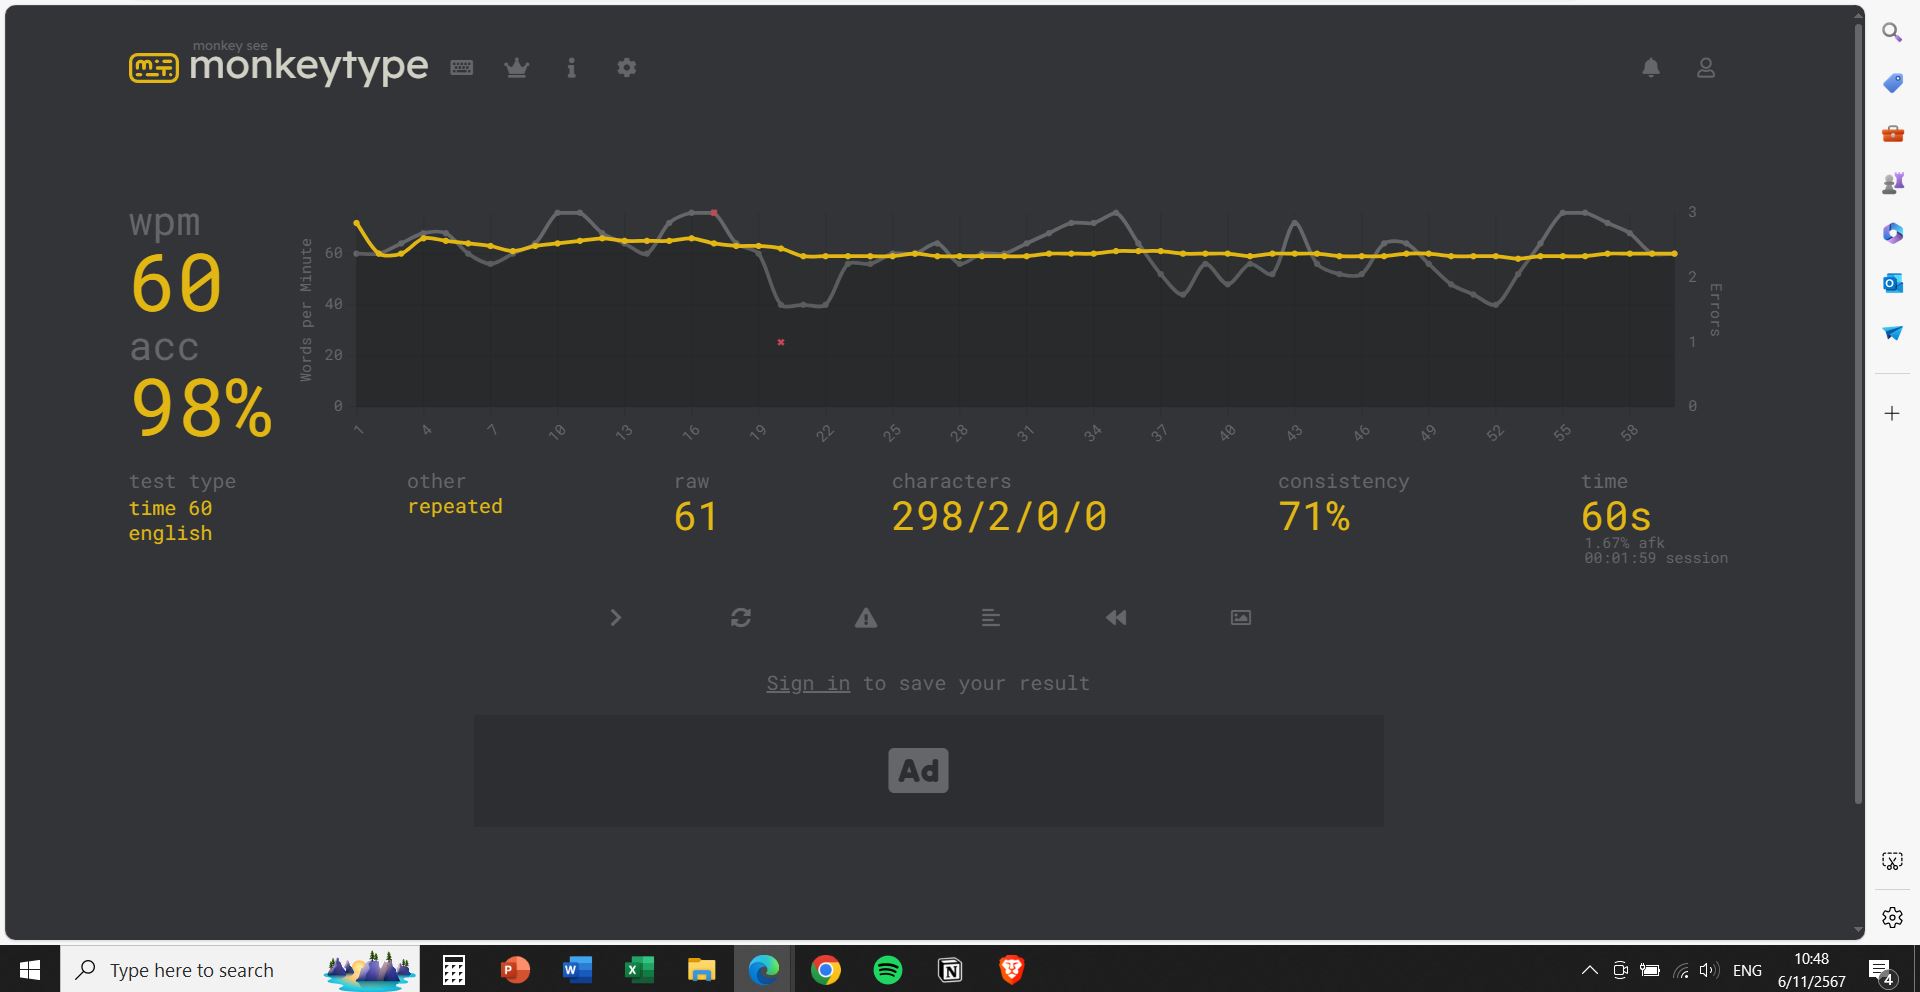 monkey see
monkeytype
wpm
60
acc
98%
Words per Minute
60
40
20
0
3
2
1
0
Errors
1 4 7 10 13 16 19 22 25 28 31 34 37 40 43 46 49 52 55 58
test type
time 60
english
other
repeated
raw
61
characters
298/2/0/0
consistency
71%
time
60s
1.67% afk
00:01:59 session
Sign in to save your result
Ad
Type here to search
ENG
10:48
6/11/2567
4